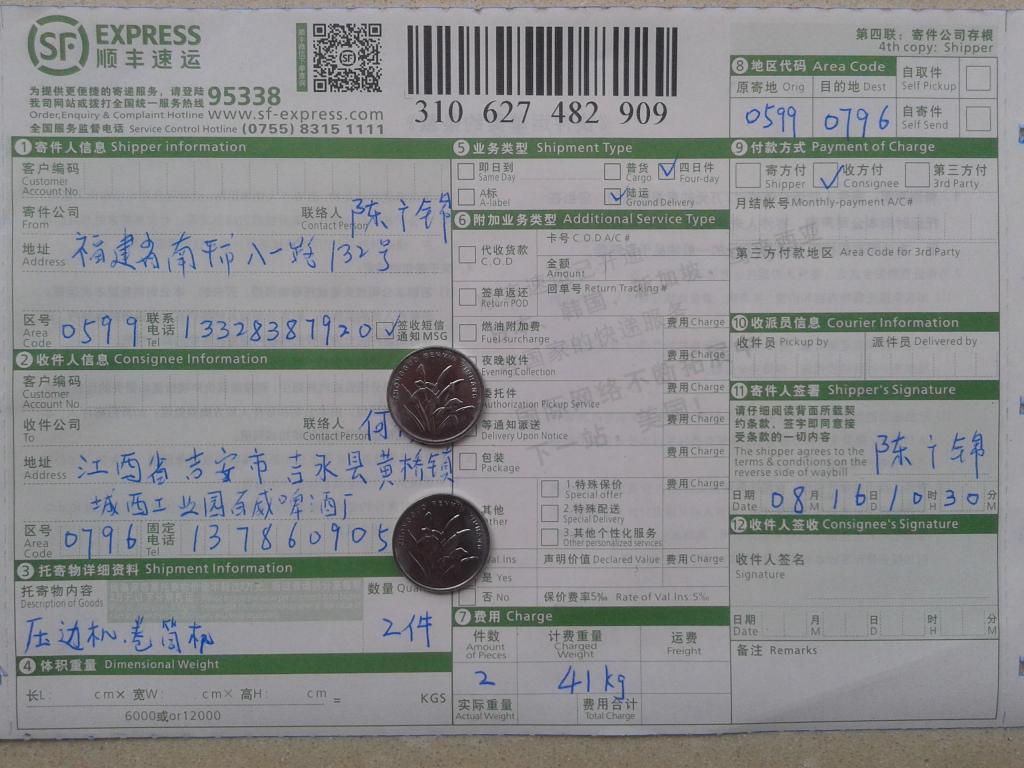 SF EXPRESS
顺丰速运
为提供更便捷的寄递服务，请登陆
我司网站或拨打全国统一服务热线 95338
Order,Enquiry & Complaint Hotline www.sf-express.com
全国服务监督电话 Service Control Hotline (0755) 8315 1111
310 627 482 909
第四联：寄件公司存根
4th copy: Shipper
8 地区代码 Area Code
原寄地 Orig 目的地 Dest
0599 0796
自取件
Self Pickup
自寄件
Self Send
1 寄件人信息 Shipper information
客户编码
Customer
Account No.
寄件公司
From
联络人
Contact Person
陈广锦
地址
Address
福建省南平市八一路132号
区号
Area
Code
0599
联系
电话
Tel
13328387920
签收短信
通知MSG
2 收件人信息 Consignee Information
客户编码
Customer
Account No.
收件公司
To
联络人
Contact Person
何
地址
Address
江西省吉安市吉永县黄桥镇
城西工业园百威啤酒厂
区号
Area
Code
0796
固定
电话
Tel
137860905
3 托寄物详细资料 Shipment Information
托寄物内容
Description of Goods
数量
压边机.卷筒机 2件
4 体积重量 Dimensional Weight
长L: cm× 宽W: cm× 高H: cm = KGS
6000或or12000
5 业务类型 Shipment Type
即日到
Same Day
普货
Cargo
四日件
Four-day
A标
A-label
陆运
Ground Delivery
6 附加业务类型 Additional Service Type
代收货款
C.O.D
卡号 C.O.D A/C#
金额
Amount
签单返还
Return POD
回单号 Return Tracking#
燃油附加费
Fuel surcharge
费用 Charge
夜晚收件
Evening Collection
费用 Charge
委托件
Authorization Pickup Service
费用 Charge
等通知派送
Delivery Upon Notice
费用 Charge
包装
Package
费用 Charge
其他
1.特殊保价
Special offer
费用 Charge
2.特殊配送
Special Delivery
3.其他个性化服务
Other personalized services
声明价值 Declared Value 费用 Charge
是 Yes
否 No
保价费率5‰ Rate of Val Ins:5‰
7 费用 Charge
件数
Amount
of Pieces
计费重量
Charged
Weight
运费
Freight
2 41kg
实际重量
Actual Weight
费用合计
Total Charge
9 付款方式 Payment of Charge
寄方付
Shipper
收方付
Consignee
第三方付
3rd Party
月结帐号Monthly-payment A/C#
第三方付款地区 Area Code for 3rd Party
10 收派员信息 Courier Information
收件员 Pickup by 派件员 Delivered by
11 寄件人签署 Shipper's Signature
请仔细阅读背面所载契
约条款，签字即同意接
受条款的一切内容
The shipper agrees to the
terms & conditions on the
reverse side of waybill
陈广锦
日期
Date
08 月 M 16 日 D 10 时 H 30 分 M
12 收件人签收 Consignee's Signature
收件人签名
Signature
日期
Date
月 M 日 D 时 H 分 M
备注 Remarks